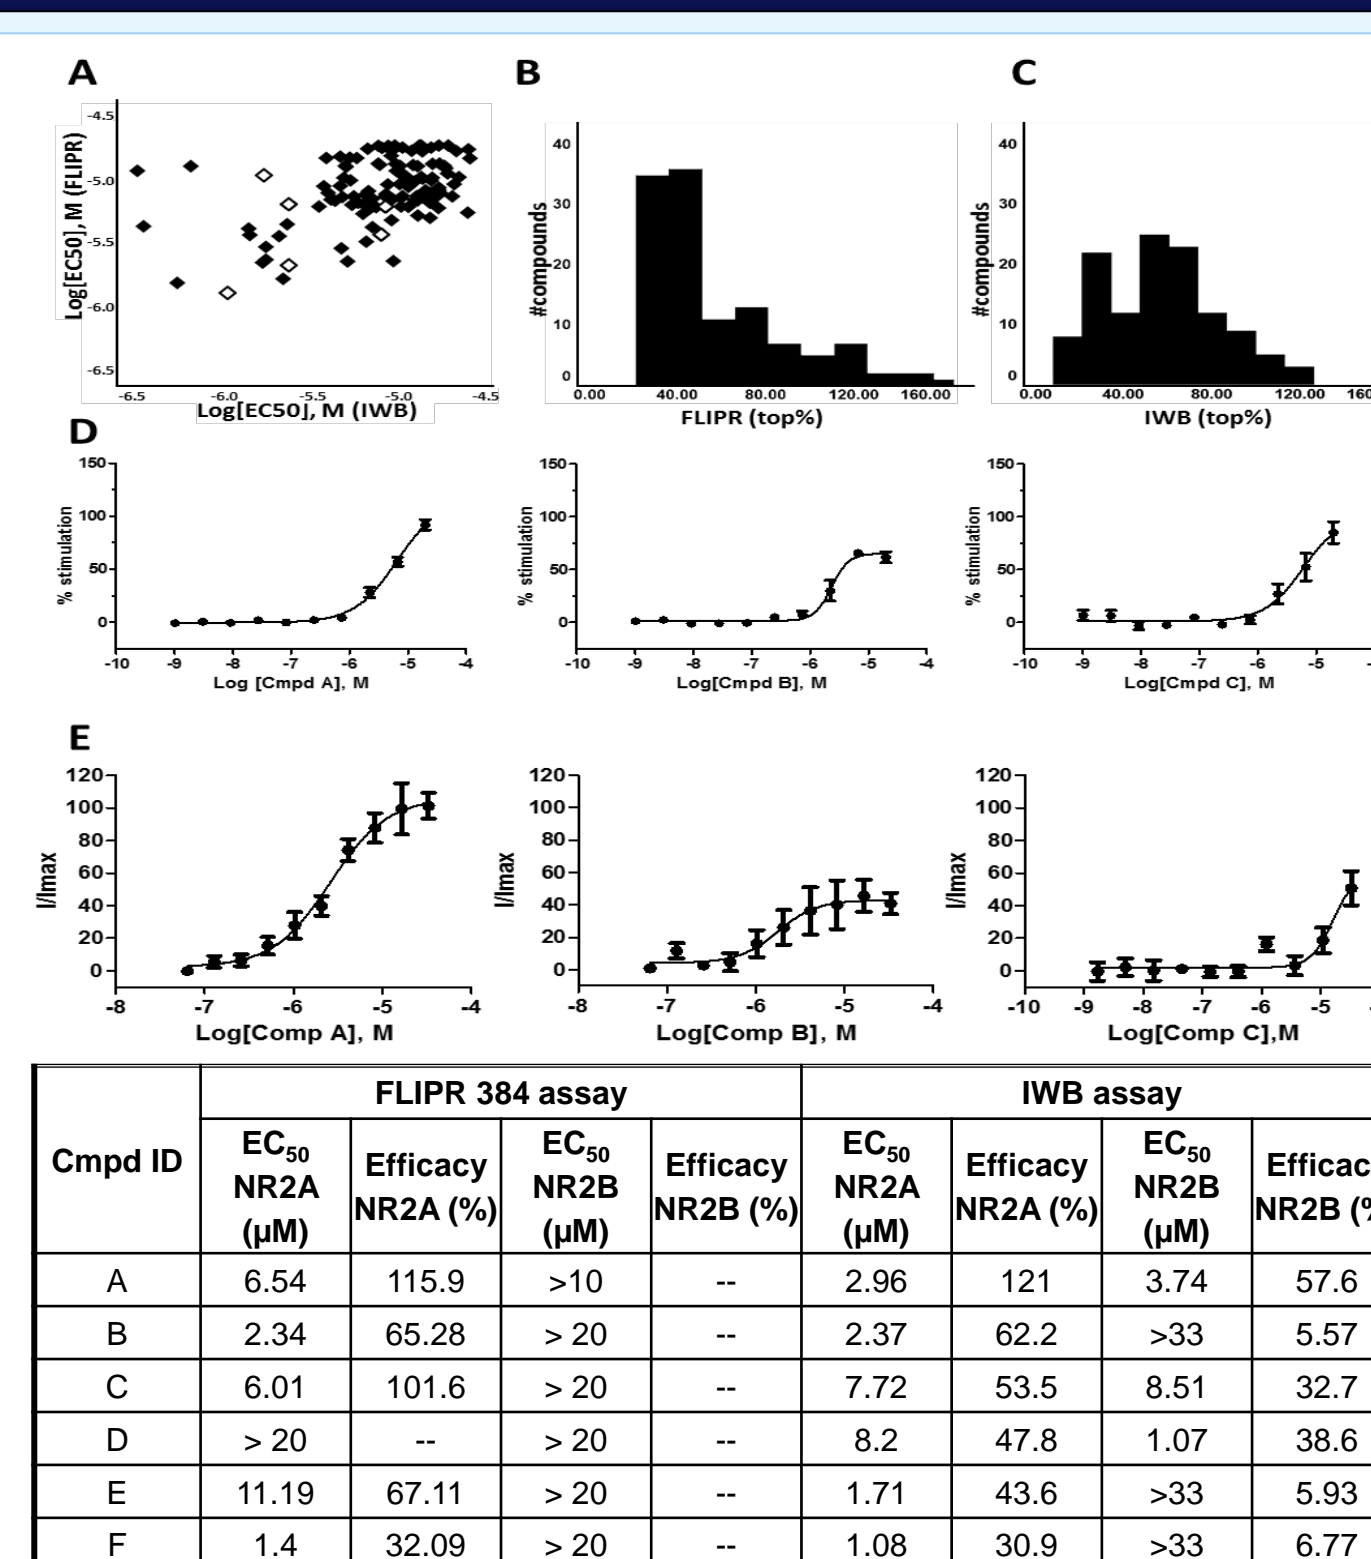 A
-4.5
-5.0
-5.5
-6.0
-6.5
Log[EC50], M (FLIPR)
-6.5 -6.0 -5.5 -5.0 -4.5
Log[EC50], M (IWB)
B
40
30
20
10
0
#compounds
0.00 40.00 80.00 120.00 160.00
FLIPR (top%)
C
40
30
20
10
0
#compounds
0.00 40.00 80.00 120.00
IWB (top%)
D
150
100
50
0
% stimulation
-10 -9 -8 -7 -6 -5 -4
Log [Cmpd A], M
150
100
50
0
% stimulation
-10 -9 -8 -7 -6 -5 -4
Log[Cmpd B], M
150
100
50
0
% stimulation
-10 -9 -8 -7 -6 -5
Log[Cmpd C], M
E
120
100
80
60
40
20
0
I/Imax
-8 -7 -6 -5 -4
Log[Comp A], M
120
100
80
60
40
20
0
I/Imax
-8 -7 -6 -5 -4
Log[Comp B], M
120
100
80
60
40
20
0
I/Imax
-10 -9 -8 -7 -6 -5
Log[Comp C],M
Cmpd ID FLIPR 384 assay IWB assay
EC50 NR2A (µM) Efficacy NR2A (%) EC50 NR2B (µM) Efficacy NR2B (%) EC50 NR2A (µM) Efficacy NR2A (%) EC50 NR2B (µM) Efficac NR2B (%
A 6.54 115.9 >10 -- 2.96 121 3.74 57.6
B 2.34 65.28 > 20 -- 2.37 62.2 >33 5.57
C 6.01 101.6 > 20 -- 7.72 53.5 8.51 32.7
D > 20 -- > 20 -- 8.2 47.8 1.07 38.6
E 11.19 67.11 > 20 -- 1.71 43.6 >33 5.93
F 1.4 32.09 > 20 -- 1.08 30.9 >33 6.77